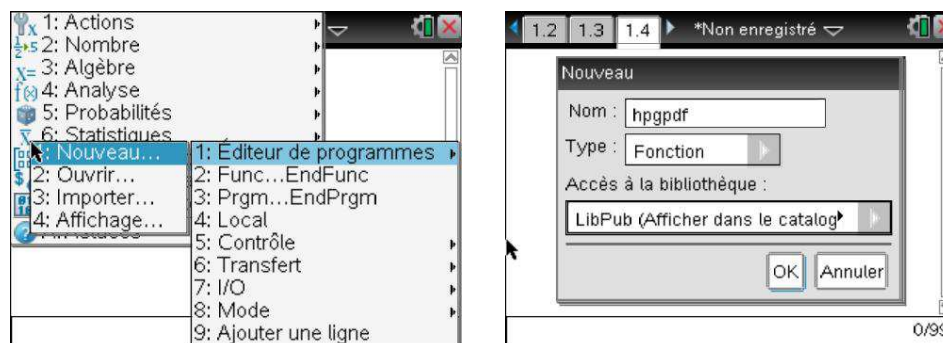 1: Actions
2: Nombre
3: Algèbre
4: Analyse
5: Probabilités
6: Statistiques
1: Nouveau...
2: Ouvrir...
3: Importer...
4: Affichage...
1: Éditeur de programmes
2: Func...EndFunc
3: Prgm...EndPrgm
4: Local
5: Contrôle
6: Transfert
7: I/O
8: Mode
9: Ajouter une ligne
1.2 1.3 1.4 *Non enregistré
Nouveau
Nom : hpgpdf
Type : Fonction
Accès à la bibliothèque :
LibPub (Afficher dans le catalog
OK Annuler
0/99